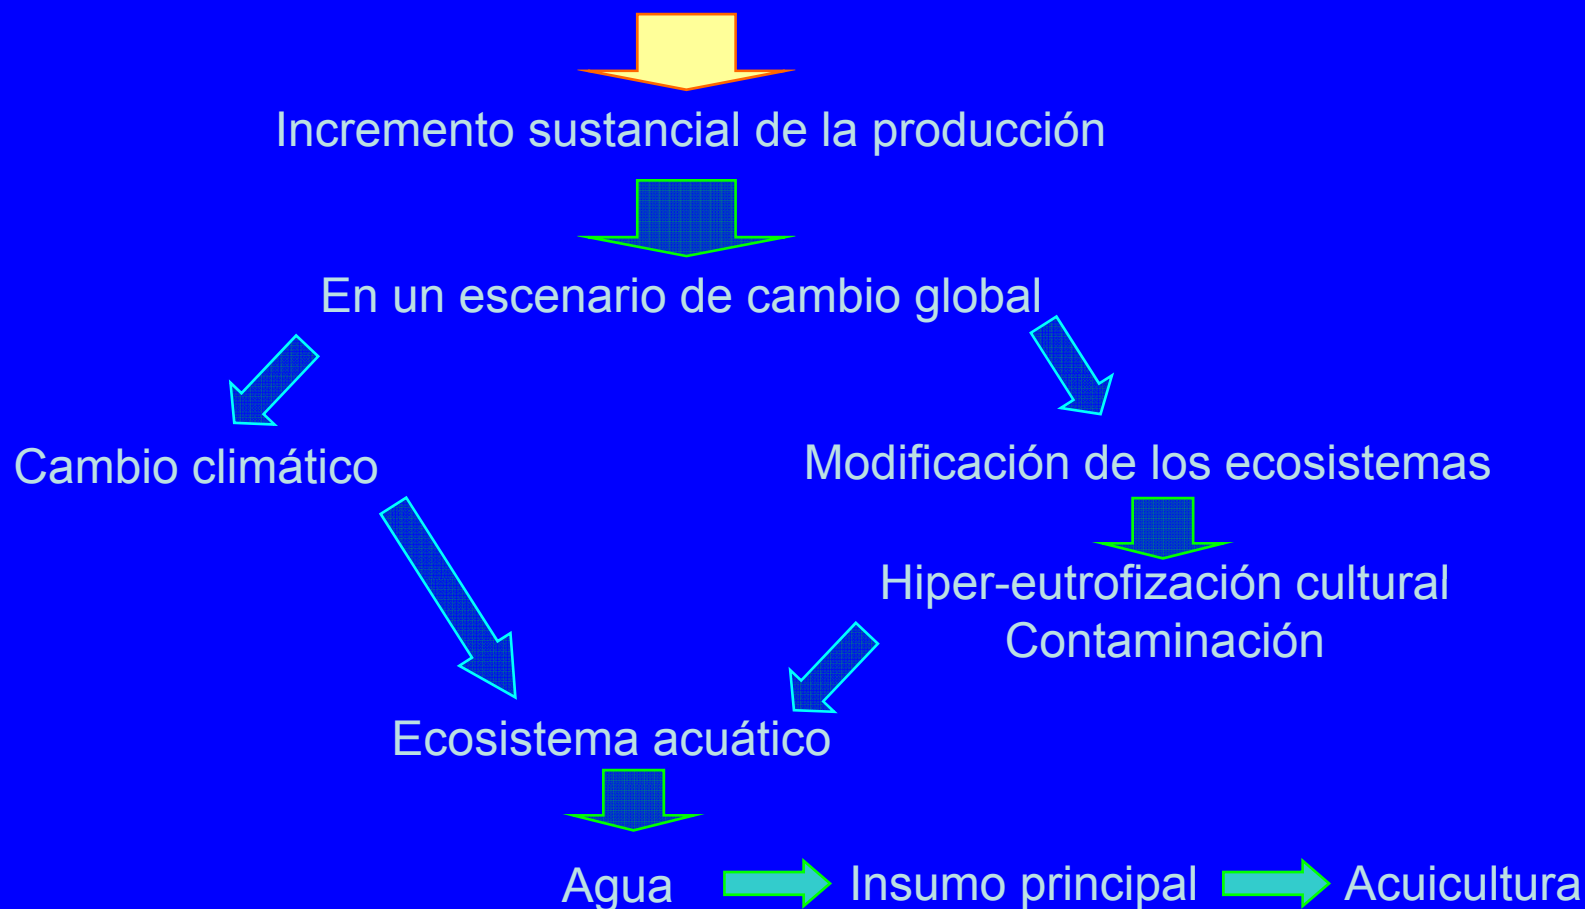 Incremento sustancial de la producción
En un escenario de cambio global
Cambio climático
Modificación de los ecosistemas
Hiper-eutrofización cultural
Contaminación
Ecosistema acuático
Agua
Insumo principal
Acuicultura